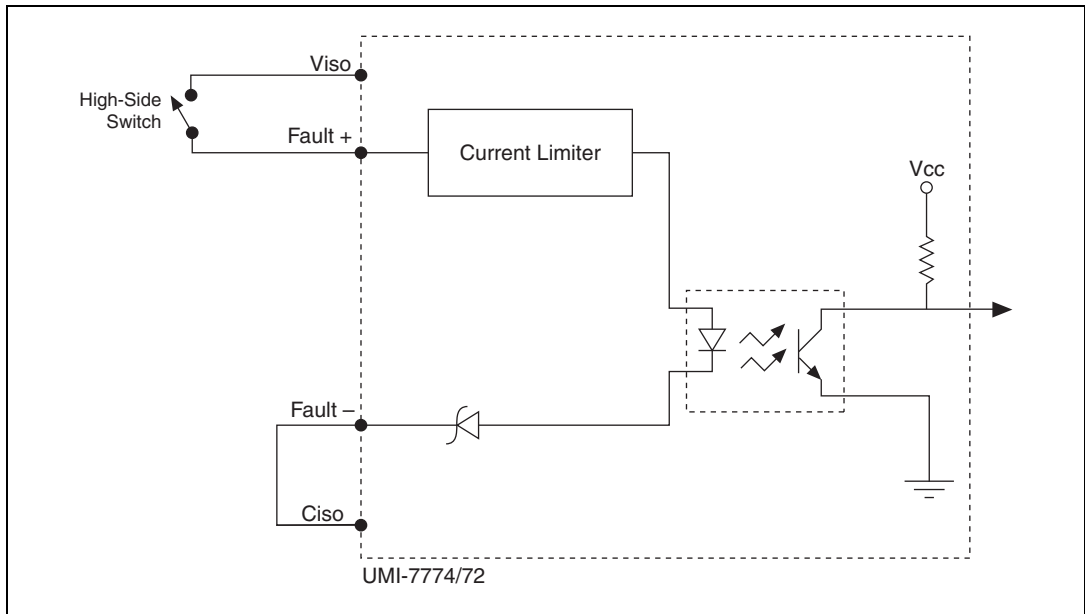 Viso
High-Side
Switch
Fault +
Current Limiter
Vcc
Fault –
Ciso
UMI-7774/72